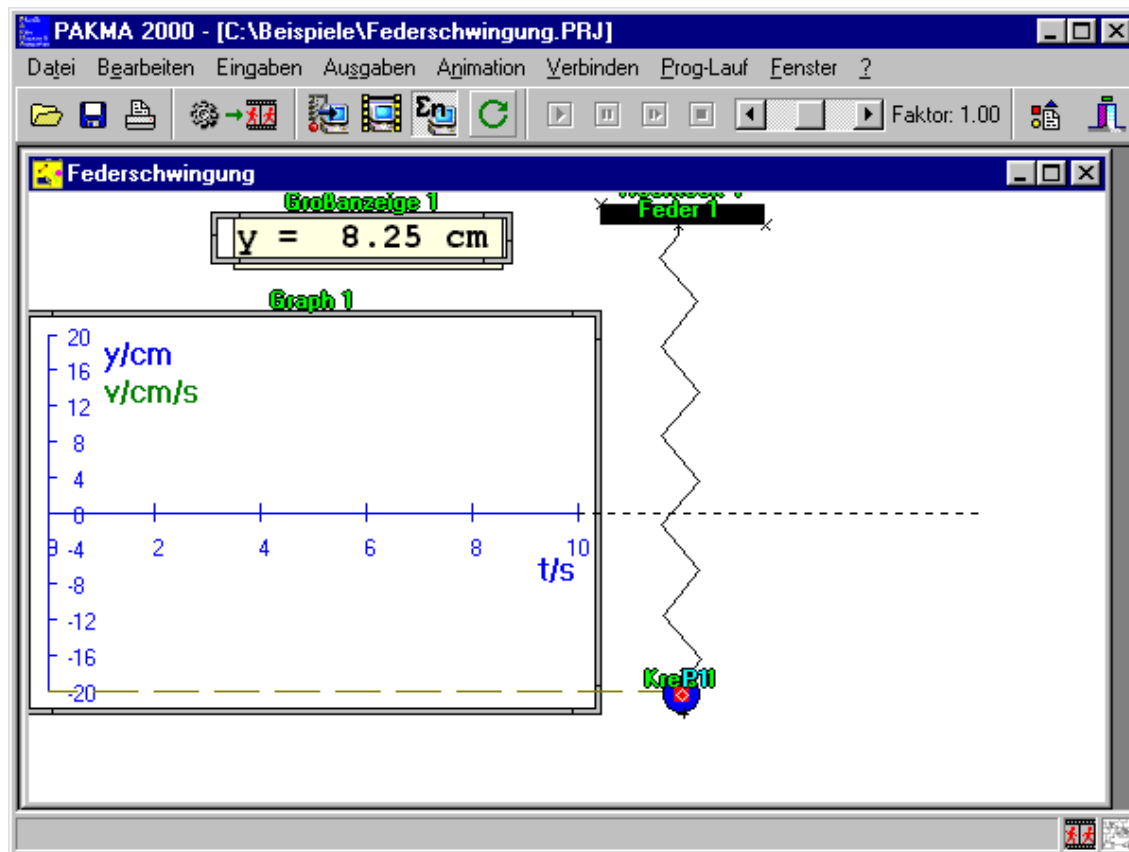 PAKMA 2000 - [C:\Beispiele\Federschwingung.PRJ]
Datei Bearbeiten Eingaben Ausgaben Animation Verbinden Prog-Lauf Fenster ?
Σn
Faktor: 1.00
Federschwingung
Großanzeige 1
Feder 1
y = 8.25 cm
Graph 1
20
y/cm
16
v/cm/s
12
8
4
0
0 -4 2 4 6 8 10
t/s
-8
-12
-16
-20